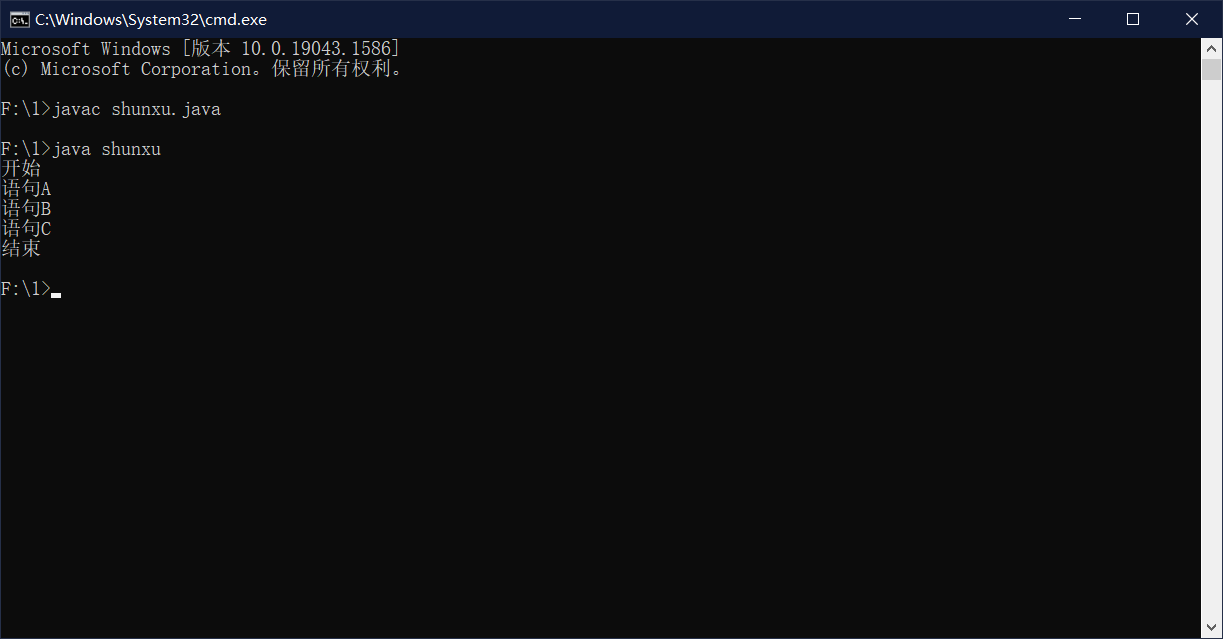 C:\Windows\System32\cmd.exe
Microsoft Windows [版本 10.0.19043.1586]
(c) Microsoft Corporation。保留所有权利。
F:\1>javac shunxu.java
F:\1>java shunxu
开始
语句A
语句B
语句C
结束
F:\1>